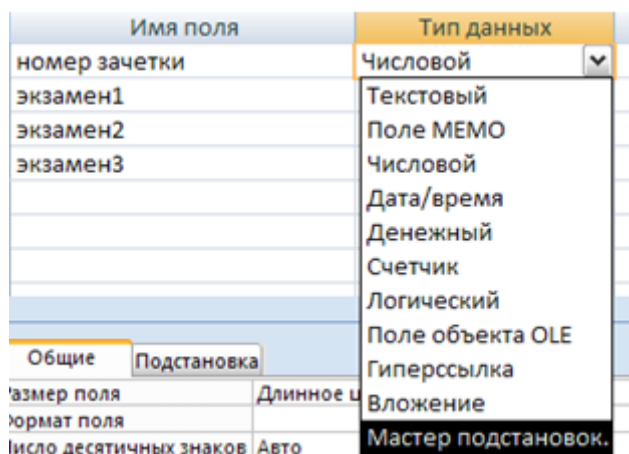 Имя поля Тип данных
номер зачетки Числовой
экзамен1 Текстовый
экзамен2 Поле МЕМО
экзамен3 Числовой
Дата/время
Денежный
Счетчик
Логический
Поле объекта OLE
Общие Подстановка Гиперссылка
Размер поля Длинное ц Вложение
Формат поля
Число десятичных знаков Авто Мастер подстановок.